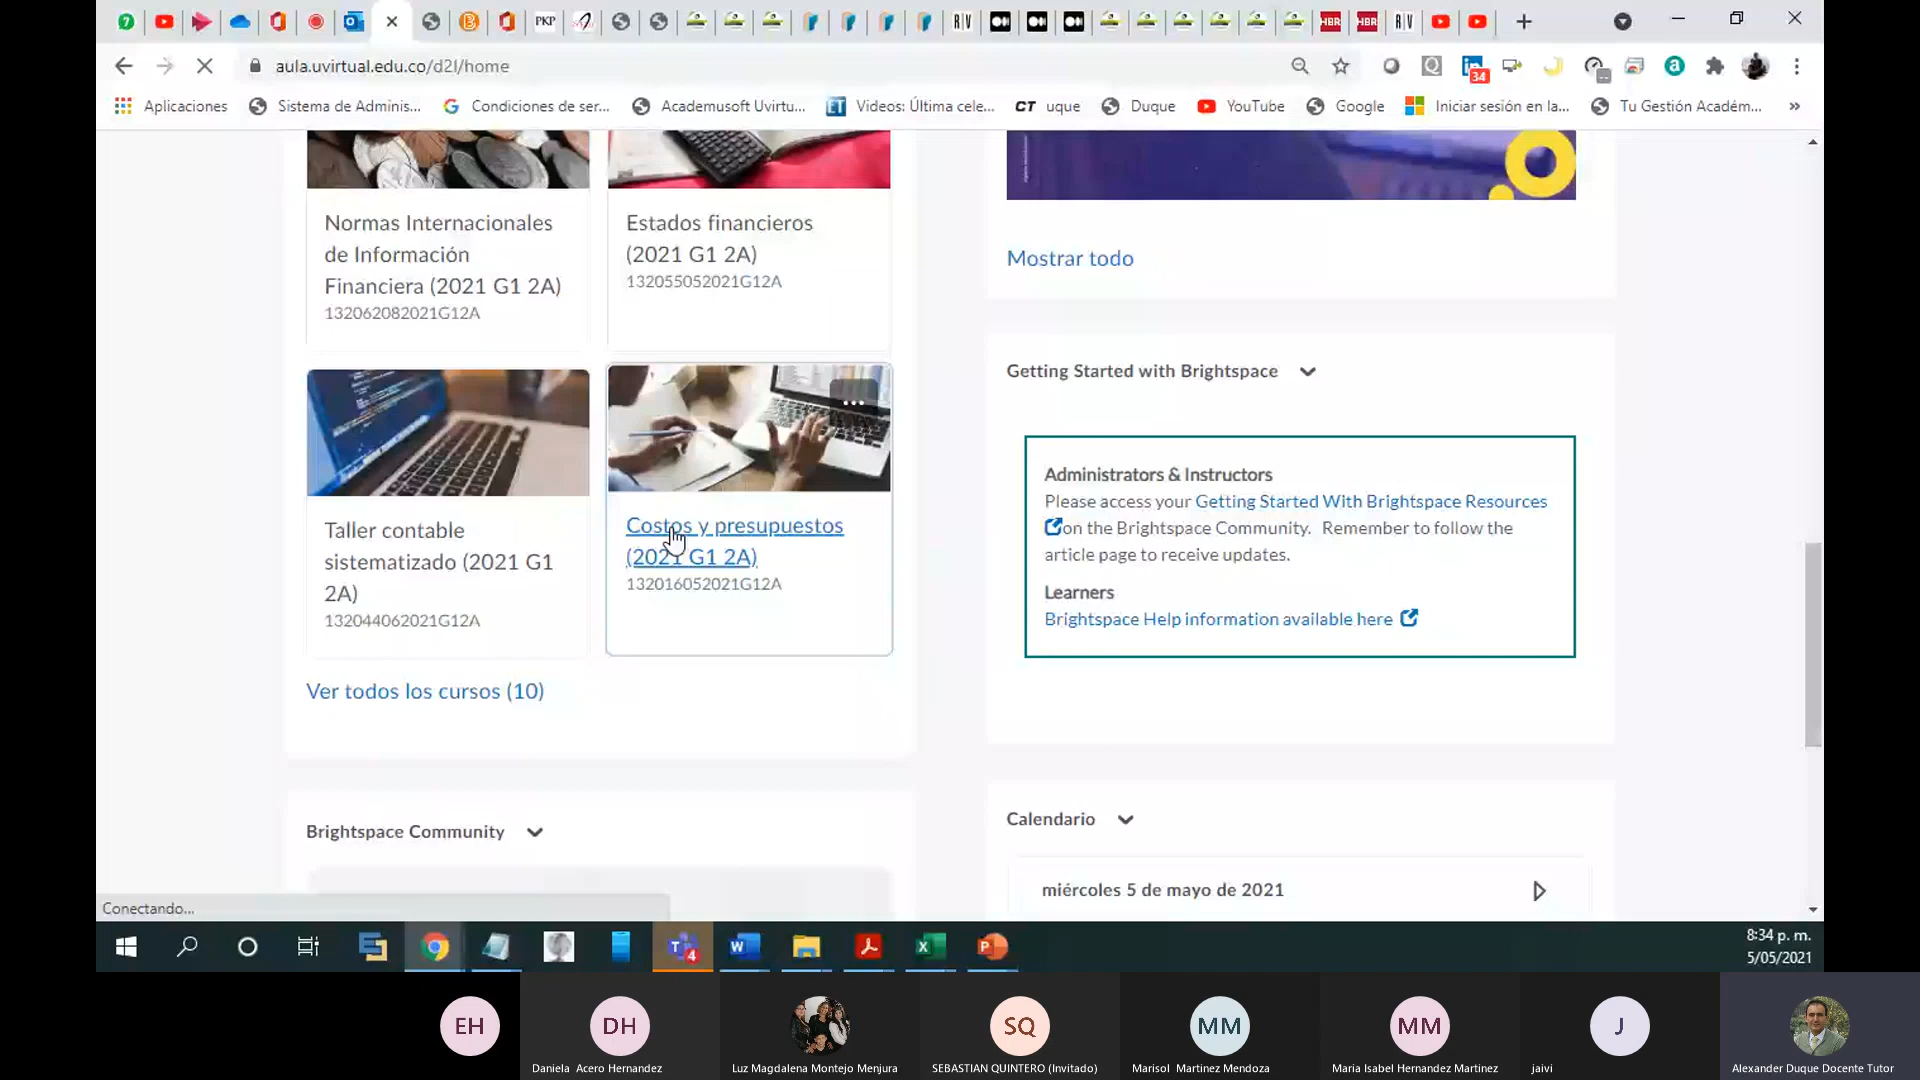 PKP
R|V
HBR
HBR
R|V
aula.uvirtual.edu.co/d2l/home
34
Aplicaciones
Sistema de Adminis...
Condiciones de ser...
Academusoft Uvirtu...
ET
Videos: Última cele...
CT
uque
Duque
YouTube
Google
Iniciar sesión en la...
Tu Gestión Académ...
»
Normas Internacionales
de Información
Financiera (2021 G1 2A)
132062082021G12A
Estados financieros
(2021 G1 2A)
132055052021G12A
Taller contable
sistematizado (2021 G1
2A)
132044062021G12A
Costos y presupuestos
(2021 G1 2A)
132016052021G12A
Ver todos los cursos (10)
Brightspace Community
Mostrar todo
Getting Started with Brightspace
Administrators & Instructors
Please access your Getting Started With Brightspace Resources
on the Brightspace Community. Remember to follow the
article page to receive updates.
Learners
Brightspace Help information available here
Calendario
miércoles 5 de mayo de 2021
Conectando...
4
8:34 p. m.
5/05/2021
EH
DH
Daniela Acero Hernandez
Luz Magdalena Montejo Menjura
SQ
SEBASTIAN QUINTERO (Invitado)
MM
Marisol Martinez Mendoza
MM
Maria Isabel Hernandez Martinez
J
jaivi
Alexander Duque Docente Tutor